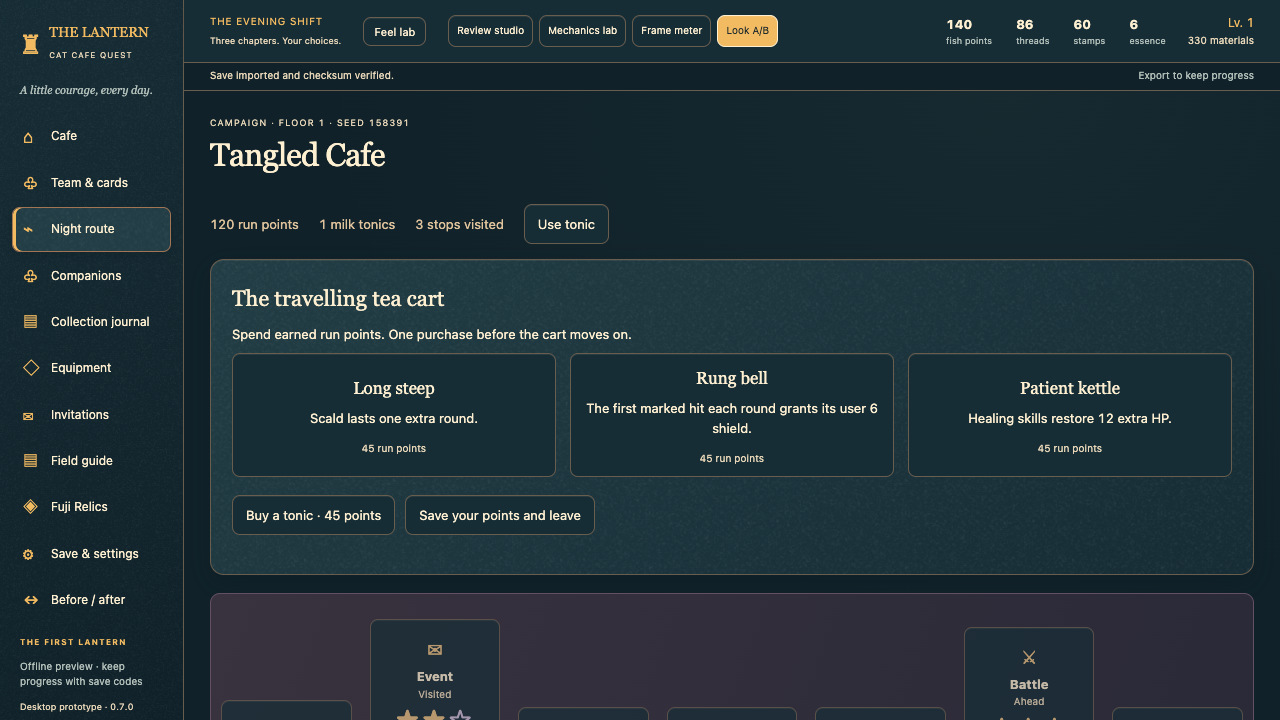 THE LANTERN
CAT CAFE QUEST
A little courage, every day.
Cafe
Team & cards
Night route
Companions
Collection journal
Equipment
Invitations
Field guide
Fuji Relics
Save & settings
Before / after
THE FIRST LANTERN
Offline preview · keep
progress with save codes
Desktop prototype · 0.7.0
THE EVENING SHIFT
Three chapters. Your choices.
Feel lab
Review studio
Mechanics lab
Frame meter
Look A/B
140
fish points
86
threads
60
stamps
6
essence
Lv. 1
330 materials
Save imported and checksum verified.
Export to keep progress
CAMPAIGN · FLOOR 1 · SEED 158391
Tangled Cafe
120 run points
1 milk tonics
3 stops visited
Use tonic
The travelling tea cart
Spend earned run points. One purchase before the cart moves on.
Long steep
Scald lasts one extra round.
45 run points
Rung bell
The first marked hit each round grants its user 6
shield.
45 run points
Patient kettle
Healing skills restore 12 extra HP.
45 run points
Buy a tonic · 45 points
Save your points and leave
Event
Visited
Battle
Ahead